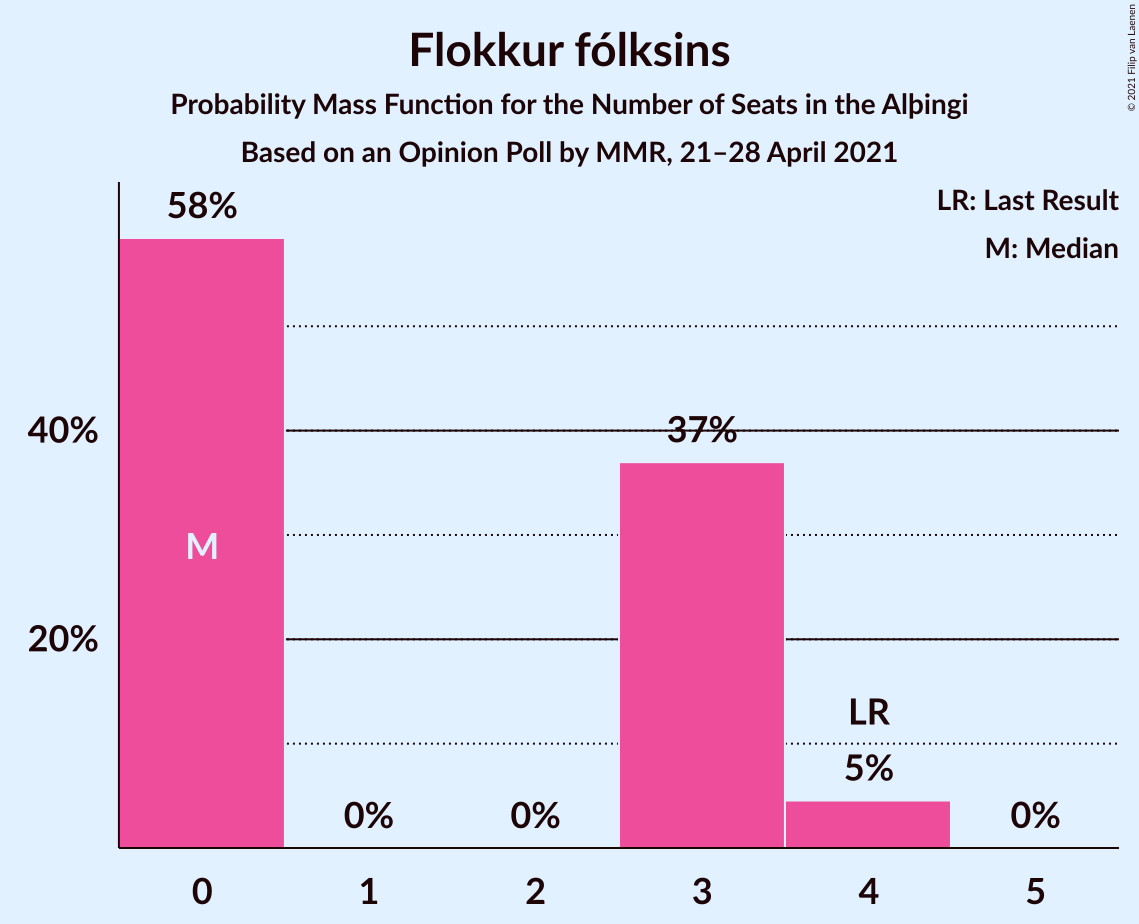 Flokkur fólksins
Probability Mass Function for the Number of Seats in the Alþingi
Based on an Opinion Poll by MMR, 21–28 April 2021
© 2021 Filip van Laenen
LR: Last Result
M: Median
58%
40%
37%
M
20%
LR
5%
0%
0%
0%
0
1
2
3
4
5